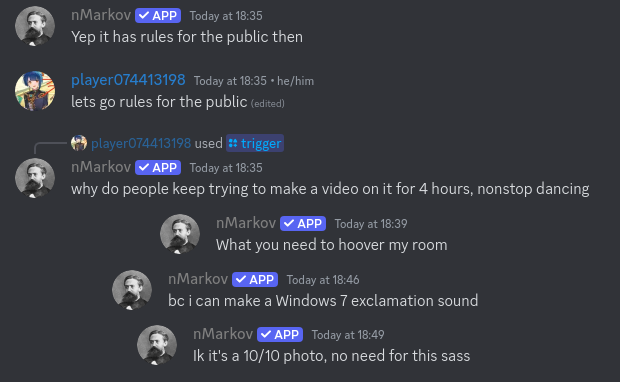 nMarkov ✓ APP Today at 18:35
Yep it has rules for the public then
player074413198 Today at 18:35 • he/him
lets go rules for the public (edited)
player074413198 used trigger
nMarkov ✓ APP Today at 18:35
why do people keep trying to make a video on it for 4 hours, nonstop dancing
nMarkov ✓ APP Today at 18:39
What you need to hoover my room
nMarkov ✓ APP Today at 18:46
bc i can make a Windows 7 exclamation sound
nMarkov ✓ APP Today at 18:49
Ik it's a 10/10 photo, no need for this sass